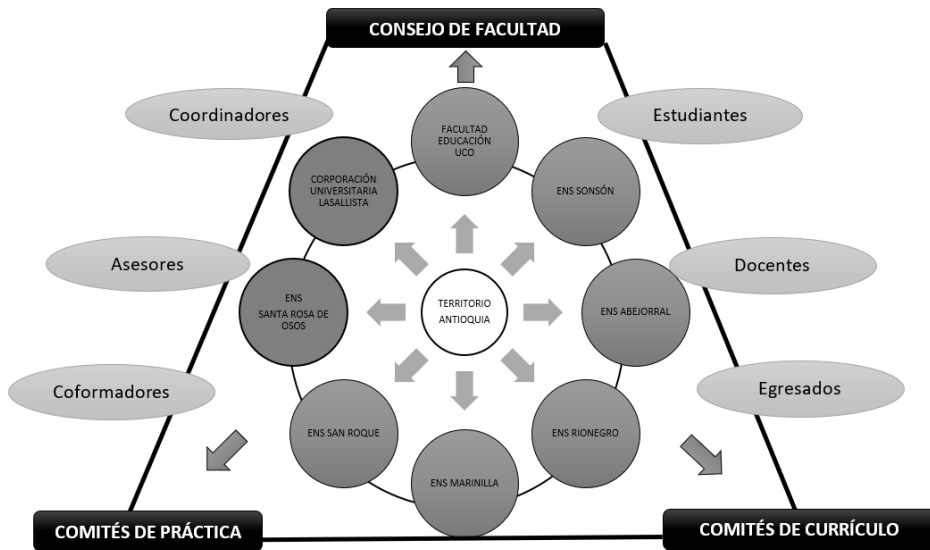 CONSEJO DE FACULTAD
Coordinadores
Estudiantes
FACULTAD
EDUCACIÓN
UCO
CORPORACIÓN
UNIVERSITARIA
LASALLISTA
ENS SONSÓN
Asesores
Docentes
ENS
SANTA ROSA DE
OSOS
TERRITORIO
ANTIOQUIA
ENS ABEJORRAL
Coformadores
Egresados
ENS SAN ROQUE
ENS RIONEGRO
ENS MARINILLA
COMITÉS DE PRÁCTICA
COMITÉS DE CURRÍCULO